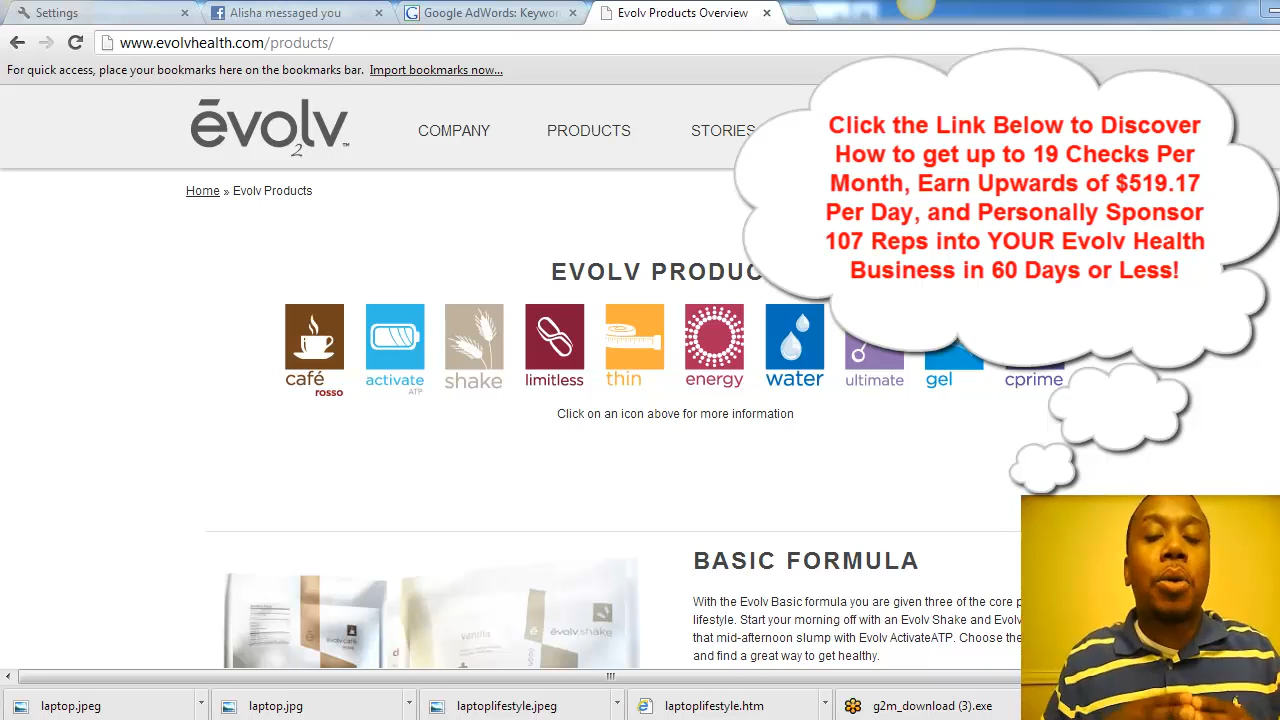 Settings
Alisha messaged you
Google AdWords: Keywor
Evolv Products Overview
www.evolvhealth.com/products/
For quick access, place your bookmarks here on the bookmarks bar. Import bookmarks now...
ēvolv
2
™
COMPANY
PRODUCTS
STORIES
Click the Link Below to Discover
How to get up to 19 Checks Per
Month, Earn Upwards of $519.17
Per Day, and Personally Sponsor
107 Reps into YOUR Evolv Health
Business in 60 Days or Less!
Home » Evolv Products
EVOLV PRODUC
café
rosso
activate
ATP
shake
limitless
thin
energy
water
ultimate
gel
cprime
Click on an icon above for more information
BASIC FORMULA
With the Evolv Basic formula you are given three of the core p
lifestyle. Start your morning off with an Evolv Shake and Evolv
that mid-afternoon slump with Evolv ActivateATP. Choose the
and find a great way to get healthy.
evolvcafé
vanilla
evolvshake
laptop.jpeg
laptop.jpg
laptoplifestyle.jpeg
laptoplifestyle.htm
g2m_download (3).exe